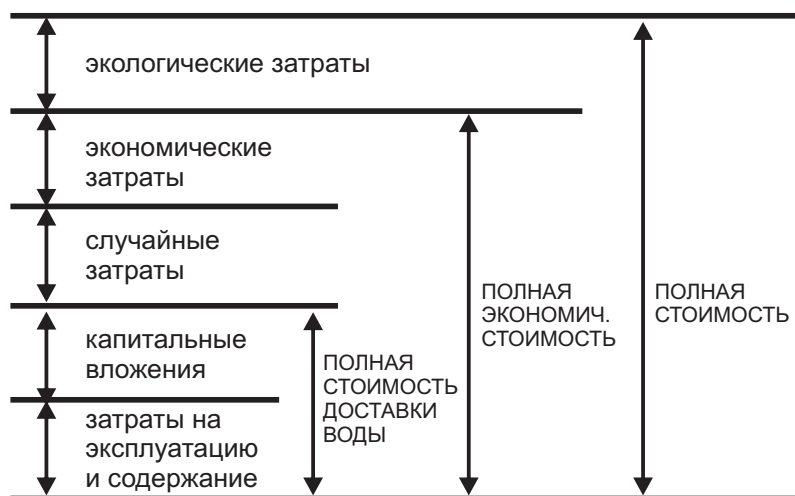 экологические затраты
экономические
затраты
случайные
затраты
капитальные
вложения
затраты на
эксплуатацию
и содержание
ПОЛНАЯ
СТОИМОСТЬ
ДОСТАВКИ
ВОДЫ
ПОЛНАЯ
ЭКОНОМИЧ.
СТОИМОСТЬ
ПОЛНАЯ
СТОИМОСТЬ